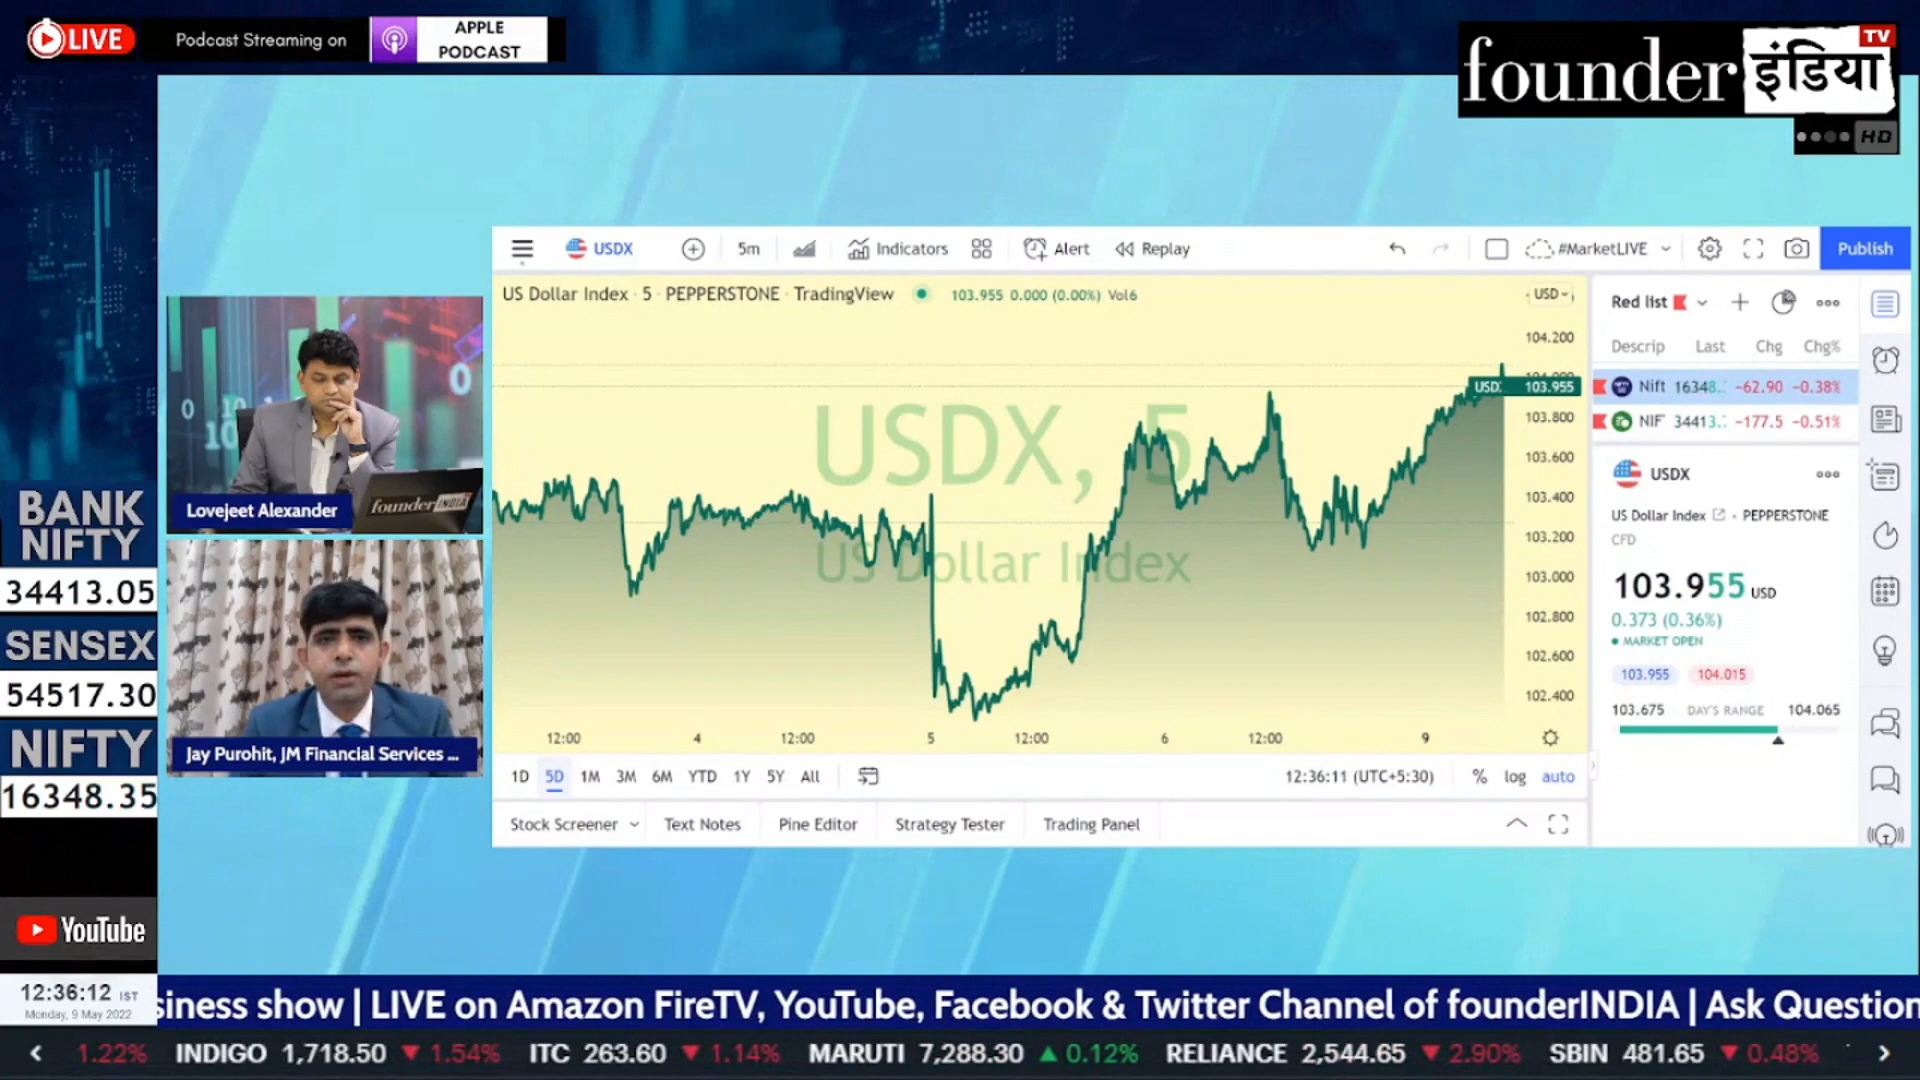 LIVE
Podcast Streaming on
APPLE
PODCAST
founder इंडिया TV
HD
USDX
5m
Indicators
Alert
Replay
#MarketLIVE
Publish
US Dollar Index · 5 · PEPPERSTONE · TradingView
103.955 0.000 (0.00%) Vol6
USD
104.200
USDX, 5
US Dollar Index
103.955
103.800
103.600
103.400
103.200
103.000
102.800
102.600
102.400
12:00 4 12:00 5 12:00 6 12:00 9
1D 5D 1M 3M 6M YTD 1Y 5Y All
12:36:11 (UTC+5:30) % log auto
Stock Screener Text Notes Pine Editor Strategy Tester Trading Panel
Red list
Descrip Last Chg Chg%
Nift 16348. -62.90 -0.38%
NIF 34413. -177.5 -0.51%
USDX
US Dollar Index · PEPPERSTONE
CFD
103.955 USD
0.373 (0.36%)
MARKET OPEN
103.955 104.015
103.675 DAY'S RANGE 104.065
Lovejeet Alexander
founder INDIA
Jay Purohit, JM Financial Services ...
BANK
NIFTY
34413.05
SENSEX
54517.30
NIFTY
16348.35
YouTube
12:36:12 IST
Monday, 9 May 2022
siness show | LIVE on Amazon FireTV, YouTube, Facebook & Twitter Channel of founderINDIA | Ask Question
1.22% INDIGO 1,718.50 ▼ 1.54% ITC 263.60 ▼ 1.14% MARUTI 7,288.30 ▲ 0.12% RELIANCE 2,544.65 ▼ 2.90% SBIN 481.65 ▼ 0.48%